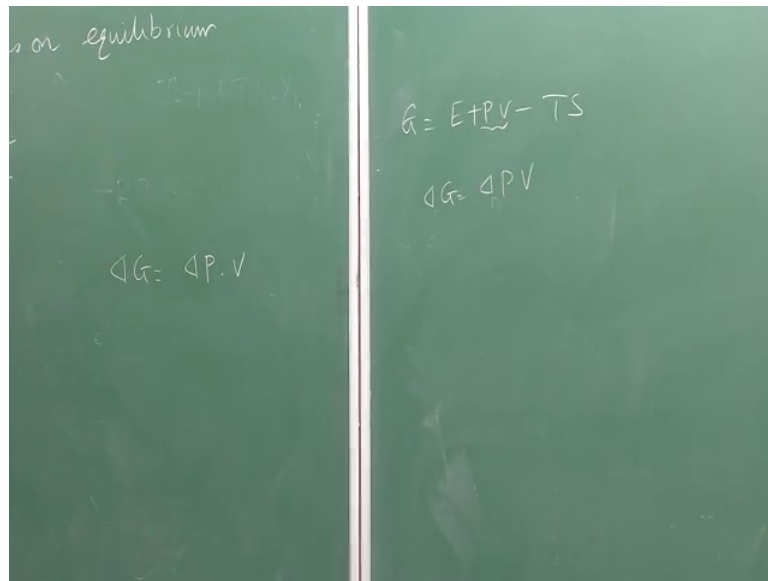 on equilibrium
ΔG= ΔP.V
G= E+PV- TS
ΔG= ΔPV